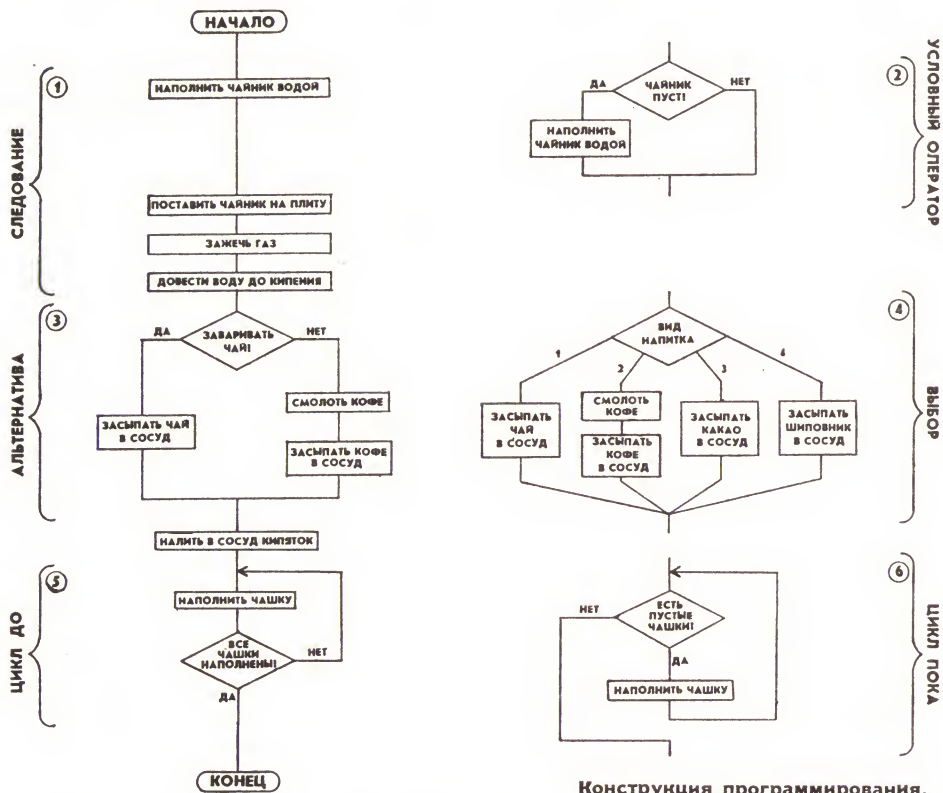 НАЧАЛО
СЛЕДОВАНИЕ
1
НАПОЛНИТЬ ЧАЙНИК ВОДОЙ
ПОСТАВИТЬ ЧАЙНИК НА ПЛИТУ
ЗАЖЕЧЬ ГАЗ
ДОВЕСТИ ВОДУ ДО КИПЕНИЯ
АЛЬТЕРНАТИВА
3
ДА
ЗАВАРИВАТЬ
ЧАЙ?
НЕТ
ЗАСЫПАТЬ ЧАЙ
В СОСУД
СМОЛОТЬ КОФЕ
ЗАСЫПАТЬ КОФЕ
В СОСУД
НАЛИТЬ В СОСУД КИПЯТОК
ЦИКЛ ДО
5
НАПОЛНИТЬ ЧАШКУ
ВСЕ
ЧАШКИ
НАПОЛНЕНЫ?
НЕТ
ДА
КОНЕЦ
УСЛОВНЫЙ ОПЕРАТОР
2
ДА
ЧАЙНИК
ПУСТ?
НЕТ
НАПОЛНИТЬ
ЧАЙНИК ВОДОЙ
ВЫБОР
4
ВИД
НАПИТКА
1
2
3
4
ЗАСЫПАТЬ
ЧАЙ
В СОСУД
СМОЛОТЬ
КОФЕ
ЗАСЫПАТЬ
КОФЕ
В СОСУД
ЗАСЫПАТЬ
КАКАО
В СОСУД
ЗАСЫПАТЬ
ШИПОВНИК
В СОСУД
ЦИКЛ ПОКА
6
НЕТ
ЕСТЬ
ПУСТЫЕ
ЧАШКИ?
ДА
НАПОЛНИТЬ ЧАШКУ
Конструкция программирования.